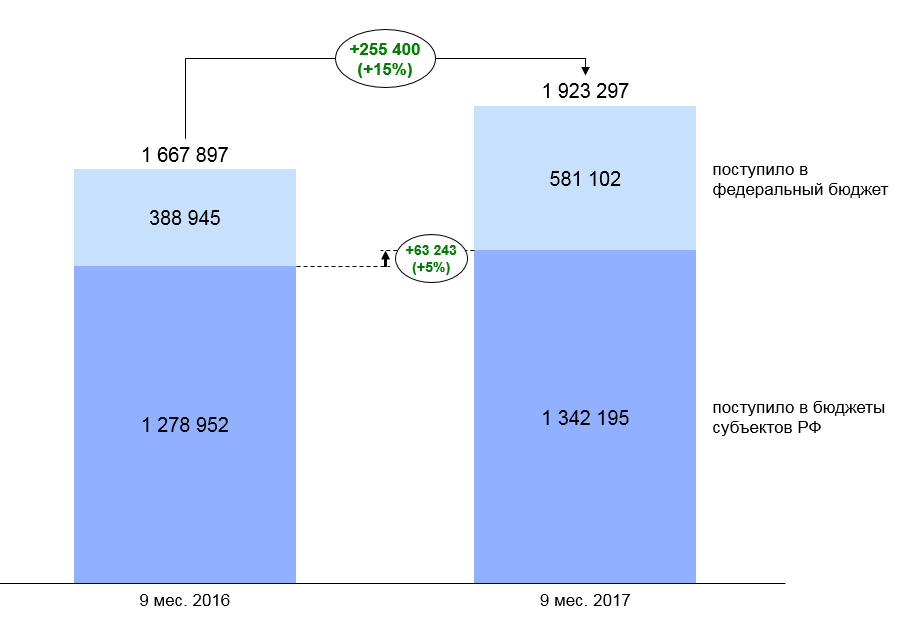 +255 400
(+15%)
1 923 297
1 667 897
поступило в
федеральный бюджет
581 102
388 945
+63 243
(+5%)
поступило в бюджеты
субъектов РФ
1 342 195
1 278 952
9 мес. 2016
9 мес. 2017